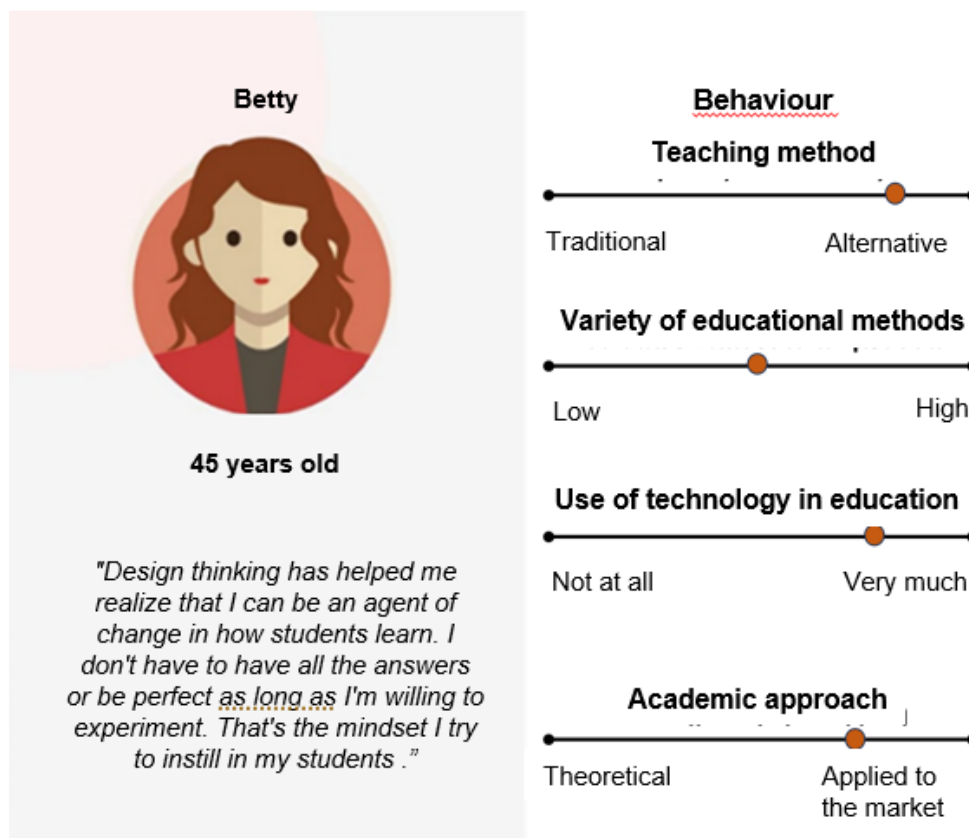 Betty
45 years old
"Design thinking has helped me
realize that I can be an agent of
change in how students learn. I
don't have to have all the answers
or be perfect as long as I'm willing to
experiment. That's the mindset I try
to instill in my students .”
Behaviour
Teaching method
Traditional Alternative
Variety of educational methods
Low High
Use of technology in education
Not at all Very much
Academic approach
Theoretical Applied to
the market